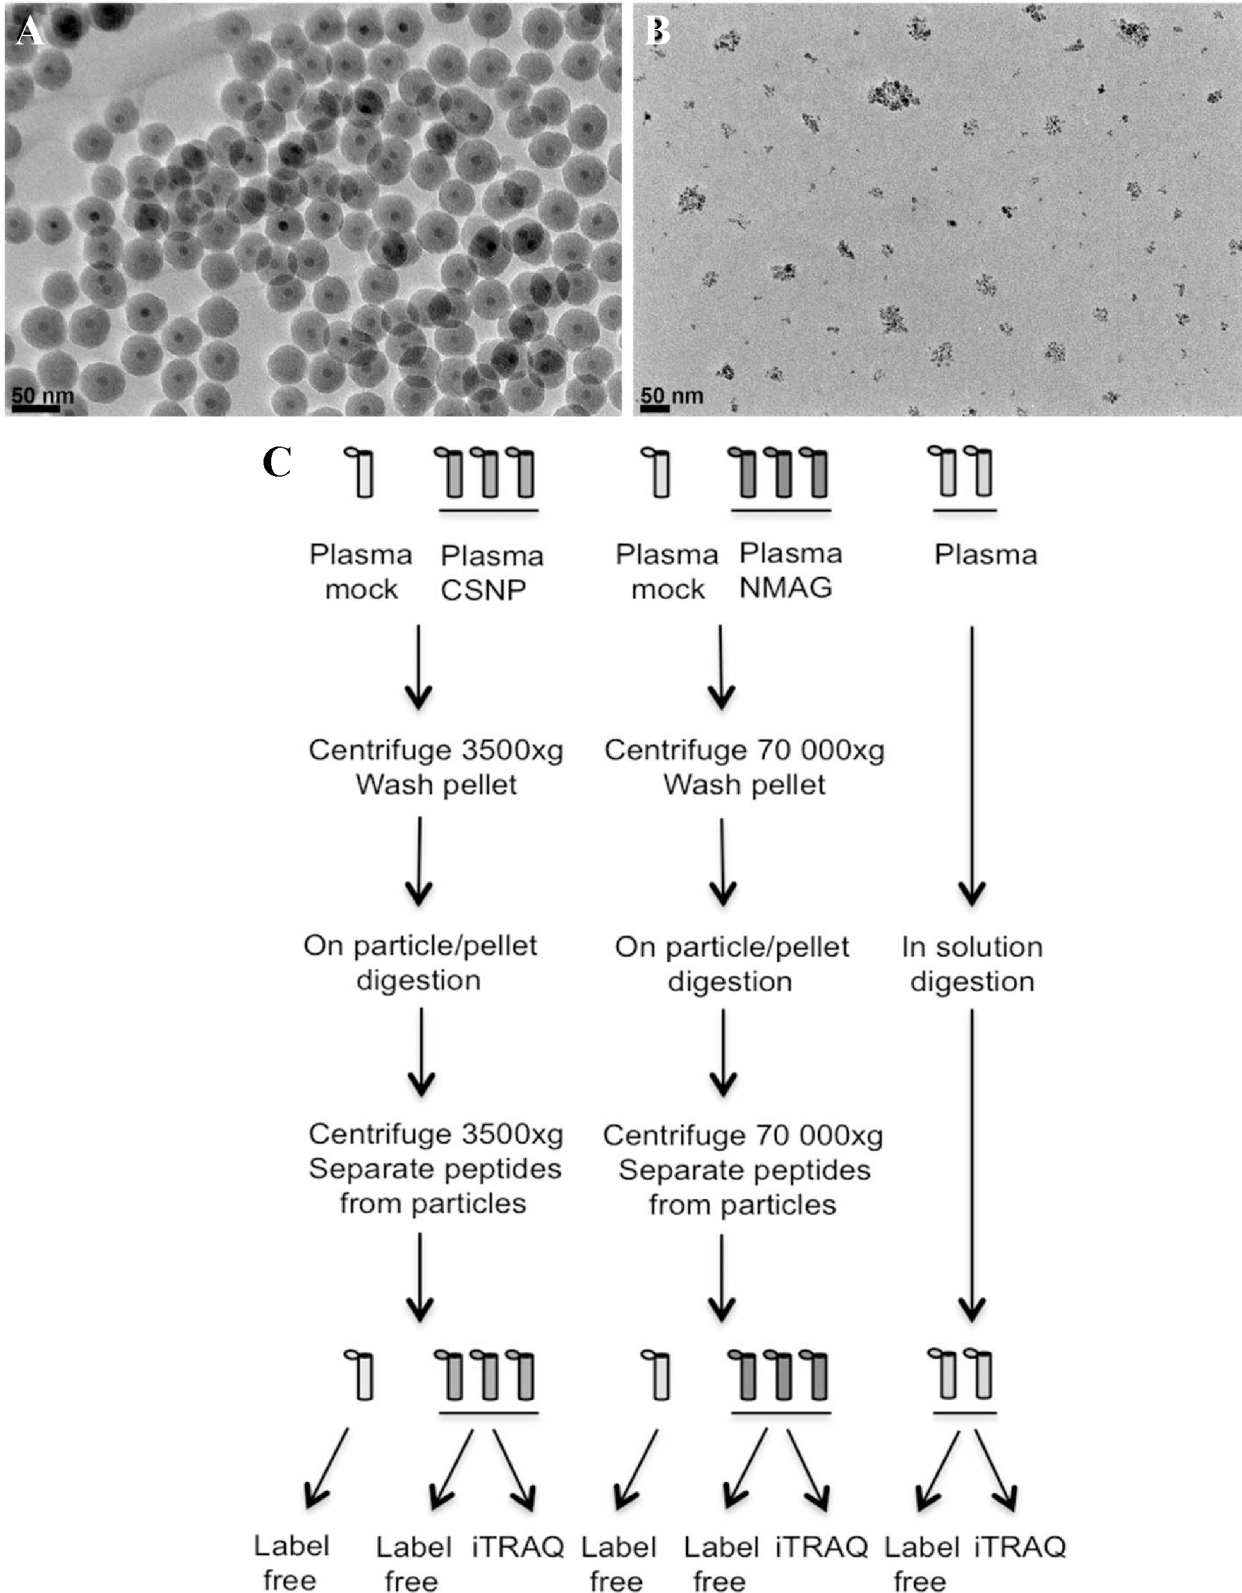 A
B
50 nm
50 nm
C
Plasma mock
Plasma CSNP
Plasma mock
Plasma NMAG
Plasma
Centrifuge 3500xg
Wash pellet
Centrifuge 70 000xg
Wash pellet
On particle/pellet
digestion
On particle/pellet
digestion
In solution
digestion
Centrifuge 3500xg
Separate peptides
from particles
Centrifuge 70 000xg
Separate peptides
from particles
Label
free
Label
free
iTRAQ
Label
free
Label
free
iTRAQ
Label
free
iTRAQ